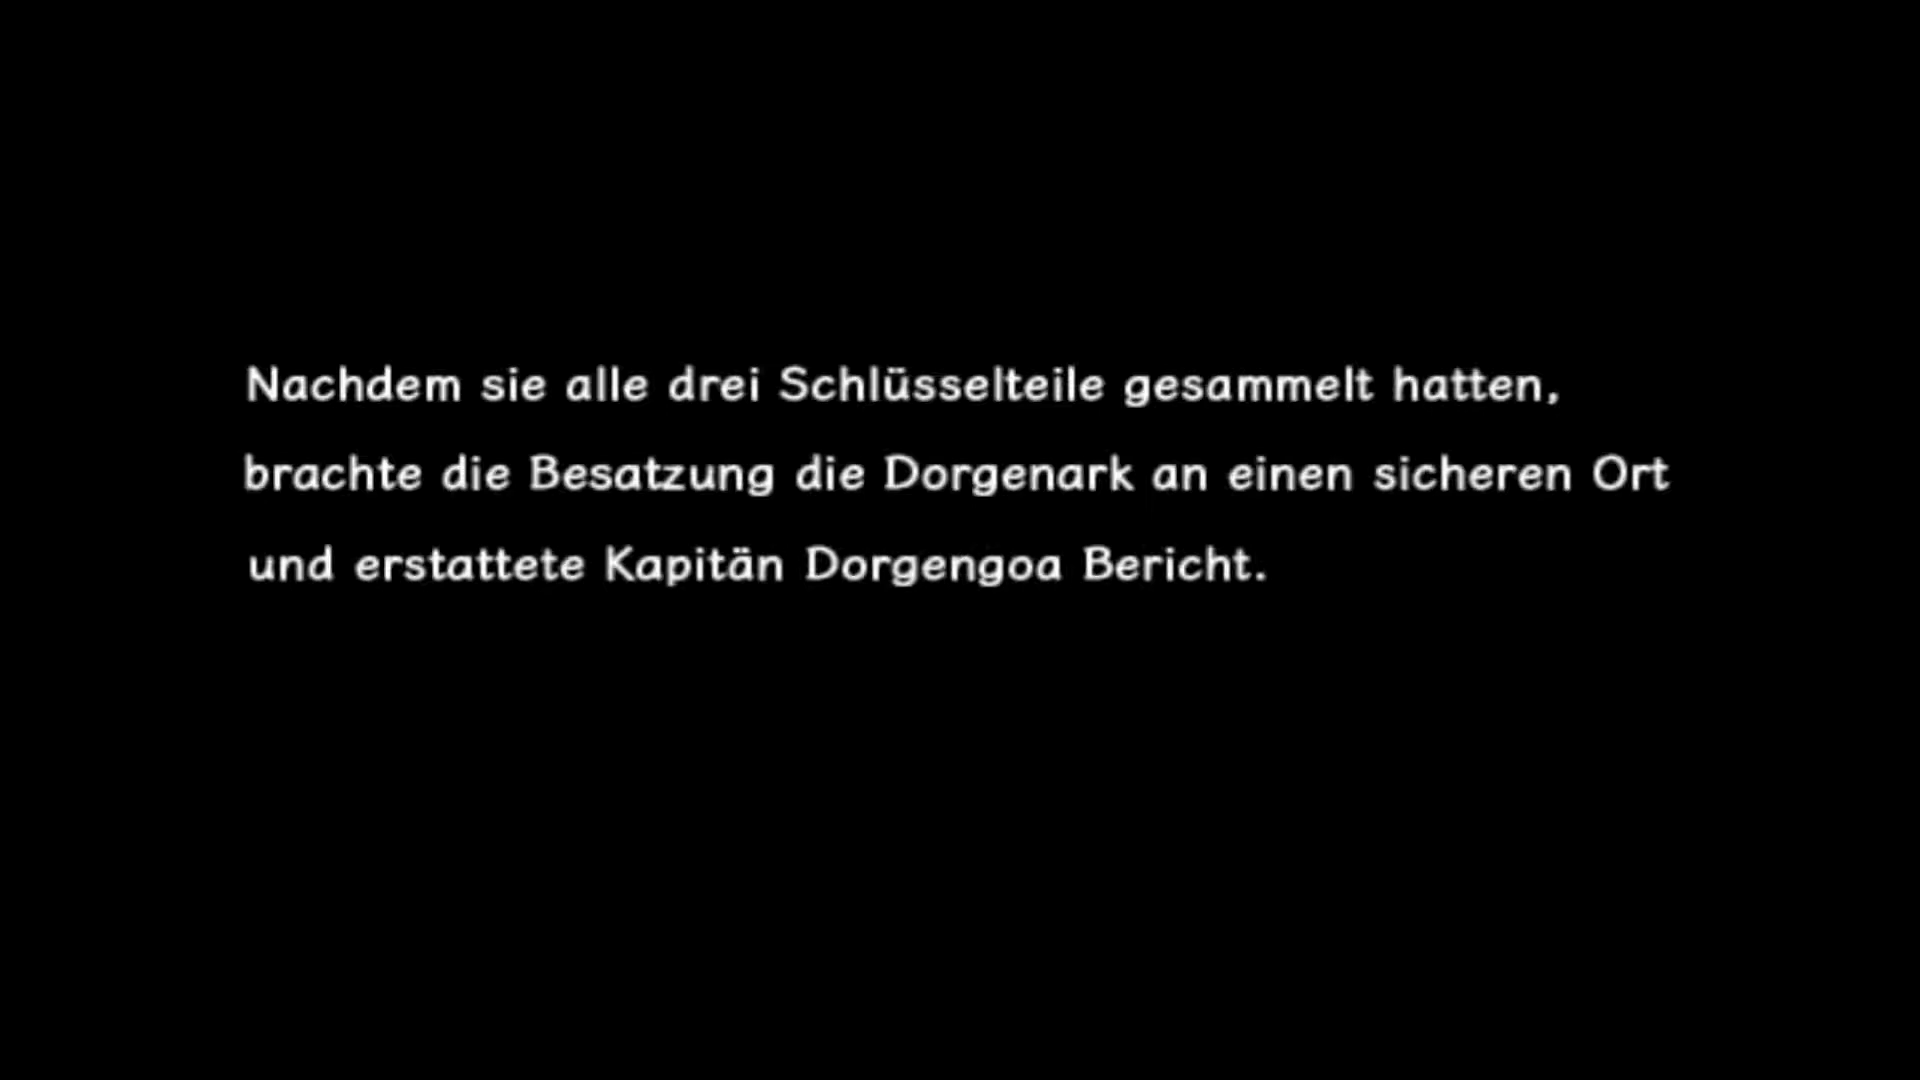 Nachdem sie alle drei Schlüsselteile gesammelt hatten,
brachte die Besatzung die Dorgenark an einen sicheren Ort
und erstattete Kapitän Dorgengoa Bericht.